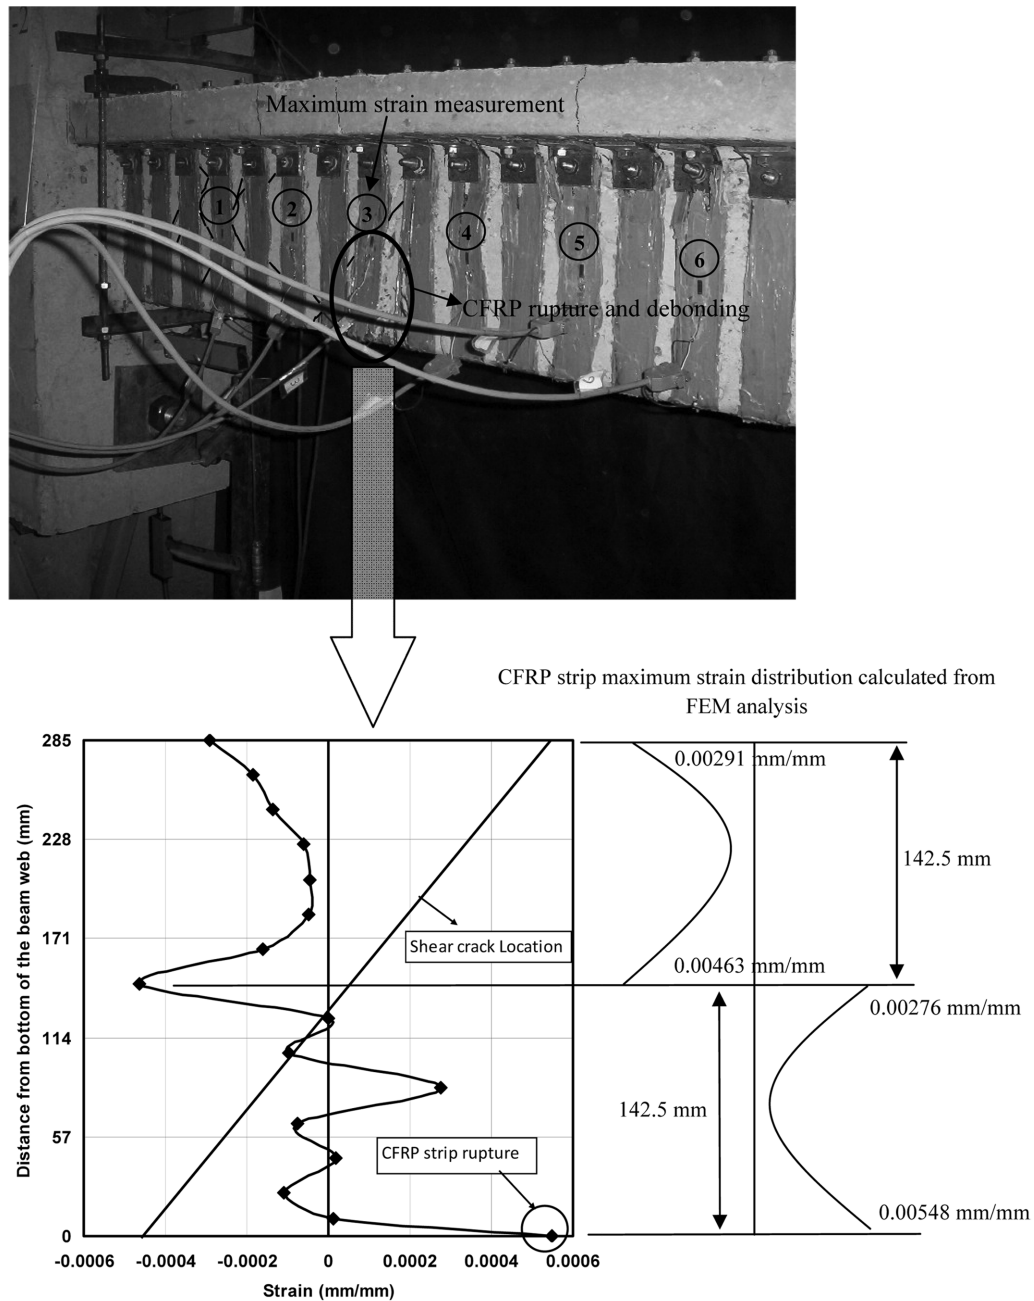 Maximum strain measurement
1
2
3
4
5
6
CFRP rupture and debonding
CFRP strip maximum strain distribution calculated from
FEM analysis
285
228
171
114
57
0
Distance from bottom of the beam web (mm)
-0.0006
-0.0004
-0.0002
0
0.0002
0.0004
0.0006
Strain (mm/mm)
Shear crack Location
CFRP strip rupture
0.00291 mm/mm
142.5 mm
0.00463 mm/mm
0.00276 mm/mm
142.5 mm
0.00548 mm/mm